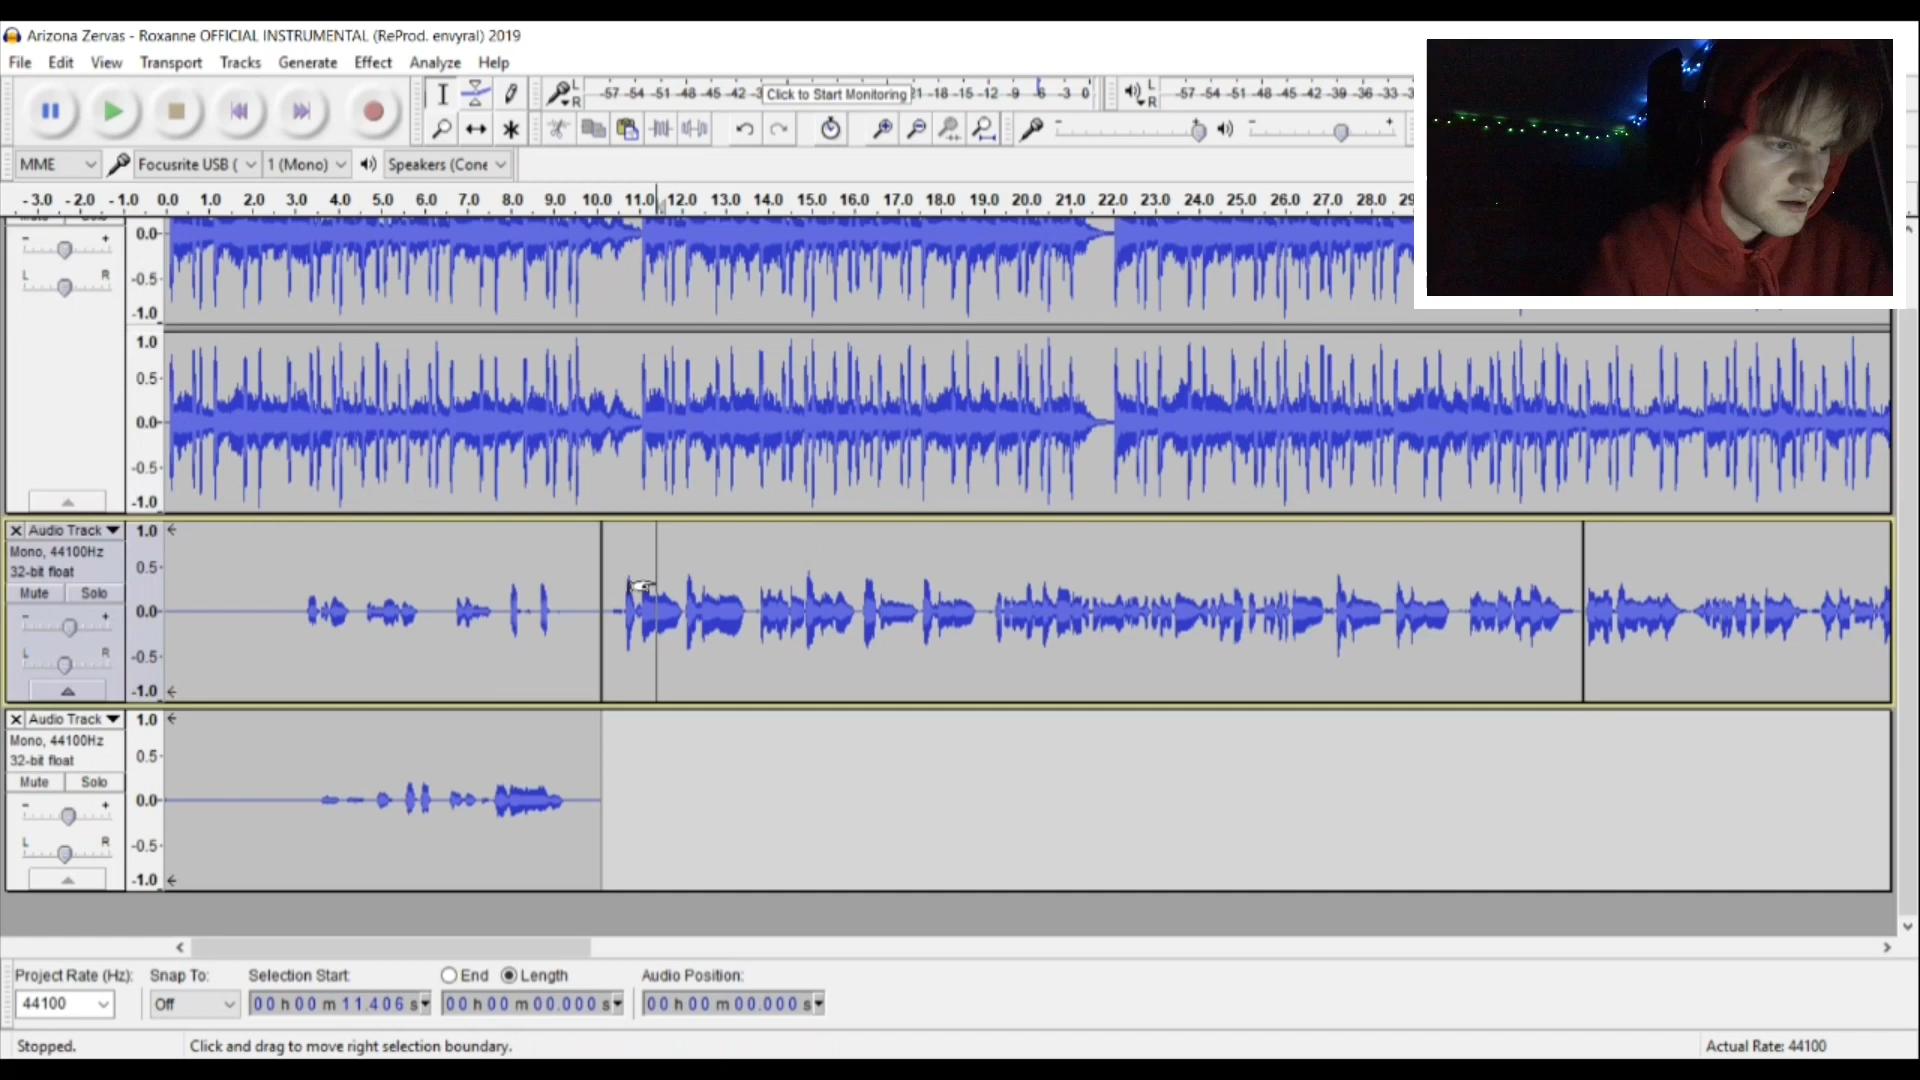 Arizona Zervas - Roxanne OFFICIAL INSTRUMENTAL (ReProd. envyral) 2019
File Edit View Transport Tracks Generate Effect Analyze Help
L R -57 -54 -51 -48 -45 -42 Click to Start Monitoring -18 -15 -12 -9 -6 -3 0 L R -57 -54 -51 -48 -45 -42 -39 -36 -33
MME Focusrite USB ( 1 (Mono) Speakers (Cone
-3.0 -2.0 -1.0 0.0 1.0 2.0 3.0 4.0 5.0 6.0 7.0 8.0 9.0 10.0 11.0 12.0 13.0 14.0 15.0 16.0 17.0 18.0 19.0 20.0 21.0 22.0 23.0 24.0 25.0 26.0 27.0 28.0 29
0.0
- +
L R
-0.5
-1.0
1.0
0.5
0.0
-0.5
-1.0
Audio Track 1.0
Mono, 44100Hz
32-bit float 0.5
Mute Solo
0.0
- +
L R -0.5
-1.0
Audio Track 1.0
Mono, 44100Hz
32-bit float 0.5
Mute Solo
0.0
- +
L R -0.5
-1.0
Project Rate (Hz): Snap To: Selection Start: End Length Audio Position:
44100 Off 00 h 00 m 11.406 s 00 h 00 m 00.000 s 00 h 00 m 00.000 s
Stopped. Click and drag to move right selection boundary. Actual Rate: 44100